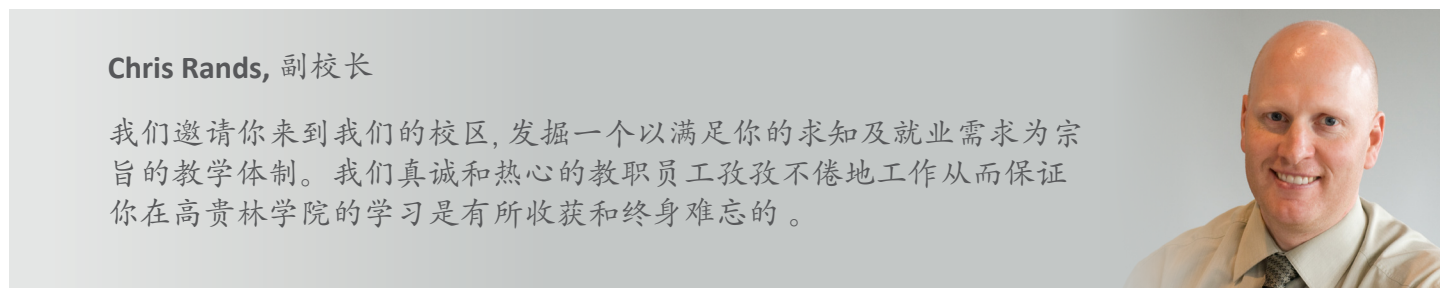 Chris Rands, 副校长
我们邀请你来到我们的校区, 发掘一个以满足你的求知及就业需求为宗
旨的教学体制。我们真诚和热心的教职员工孜孜不倦地工作从而保证
你在高贵林学院的学习是有所收获和终身难忘的 。